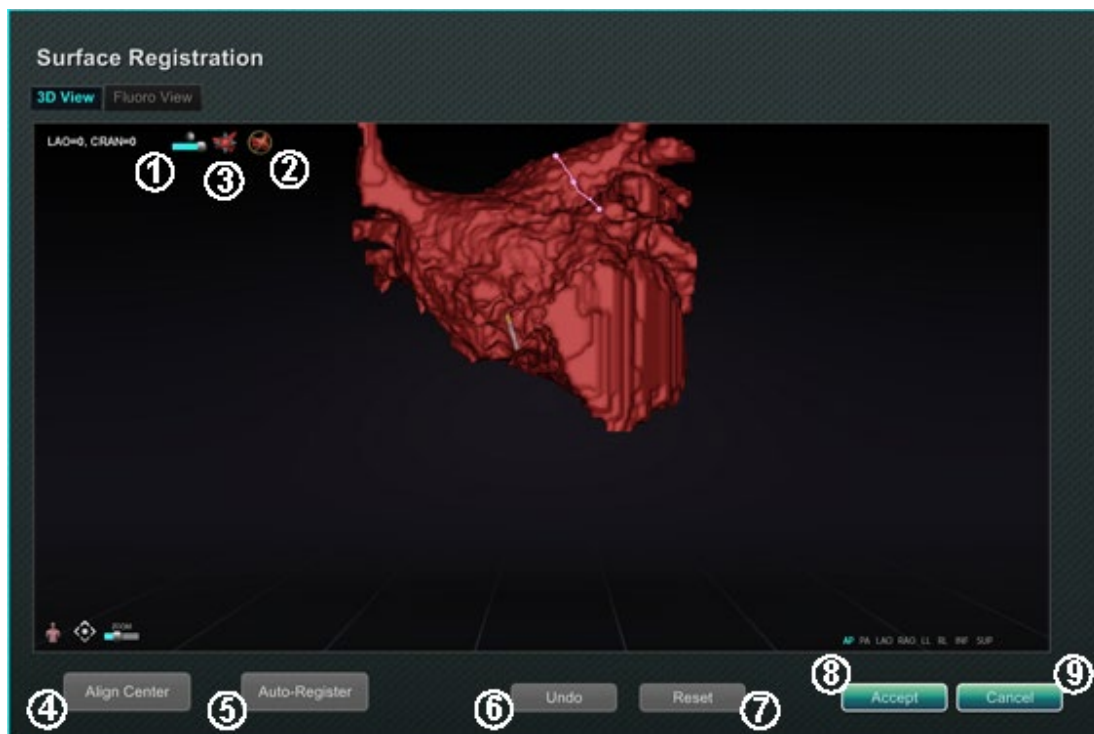 Surface Registration
3D View Fluoro View
LAO=0, CRAN=0
① ③ ②
ZOOM
AP PA LAO RAO LL RL INF SUP
④ Align Center ⑤ Auto-Register ⑥ Undo Reset ⑦ ⑧ Accept Cancel ⑨